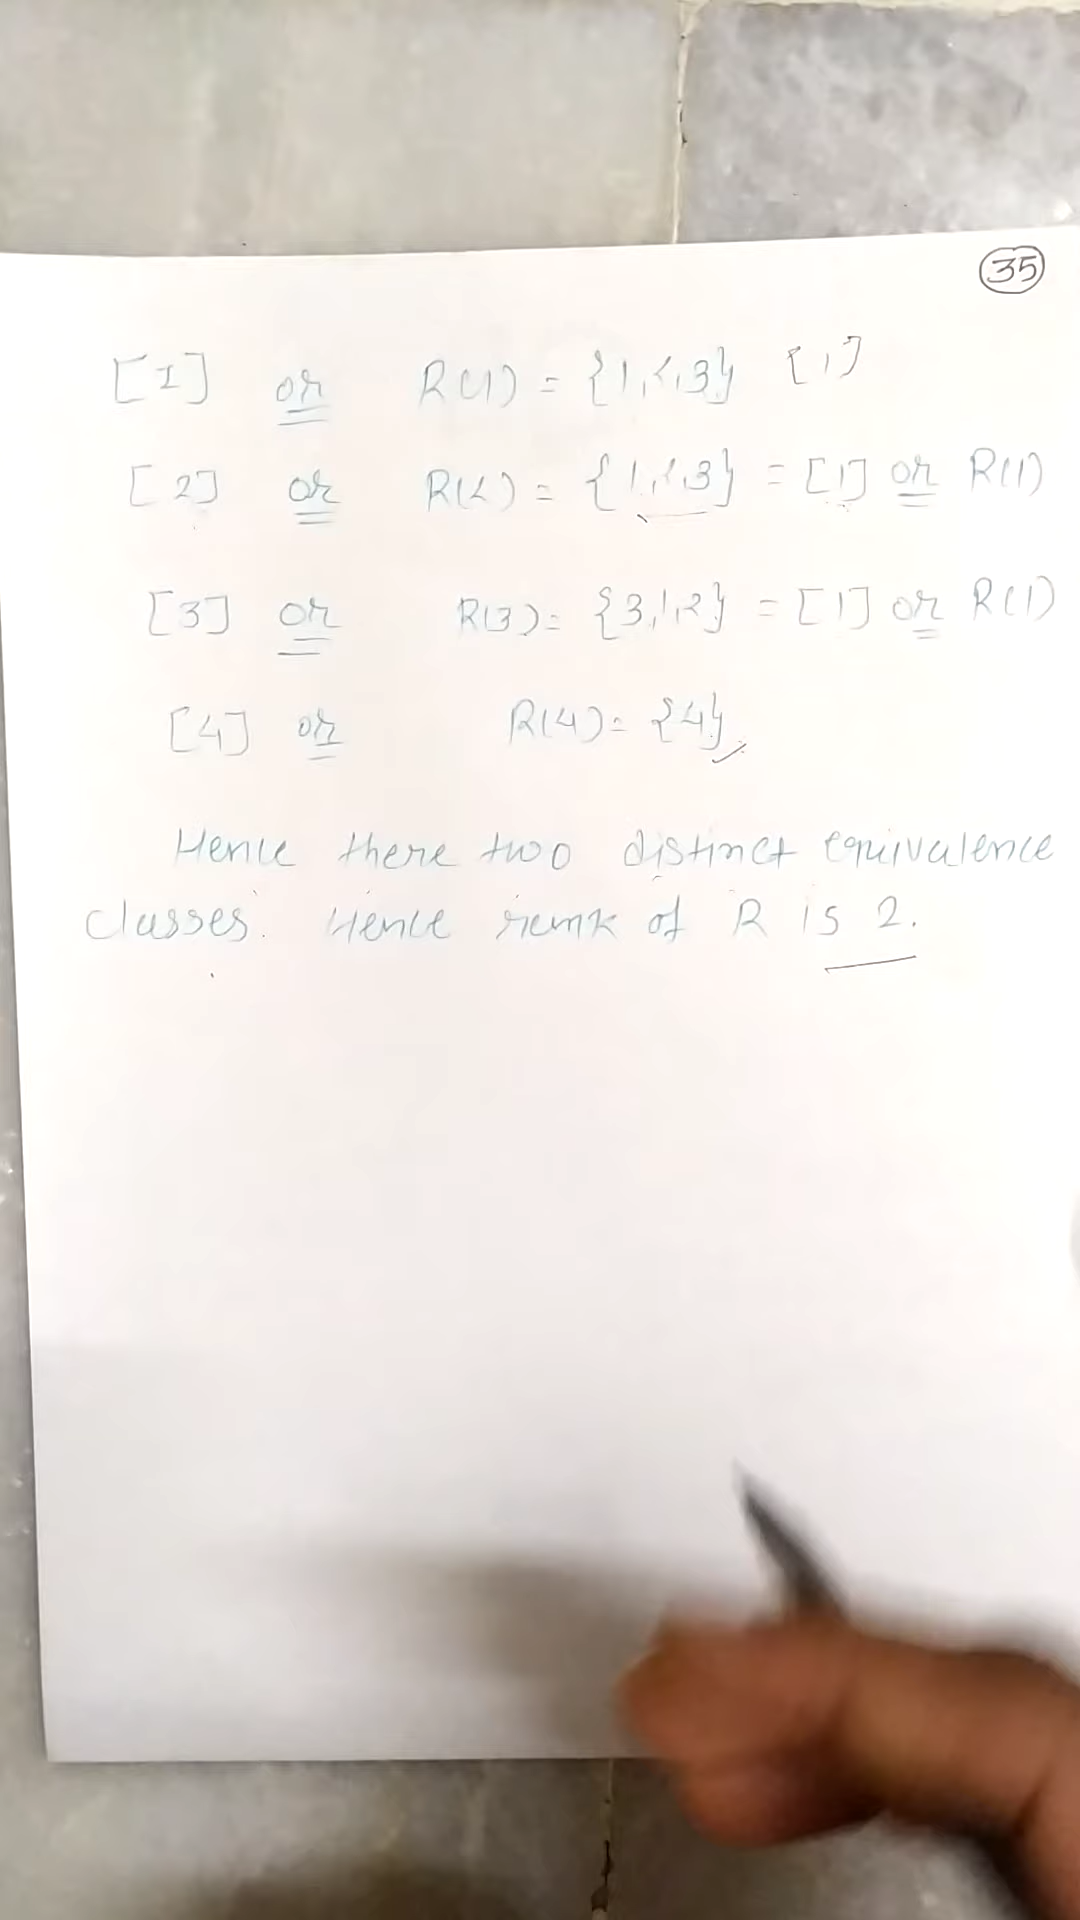 35
[1] or R(1) = {1,2,3} [1]
[2] or R(2) = {1,2,3} = [1] or R(1)
[3] or R(3) = {3,1,2} = [1] or R(1)
[4] or R(4) = {4}
Hence there two distinct equivalence
classes. Hence rank of R is 2.